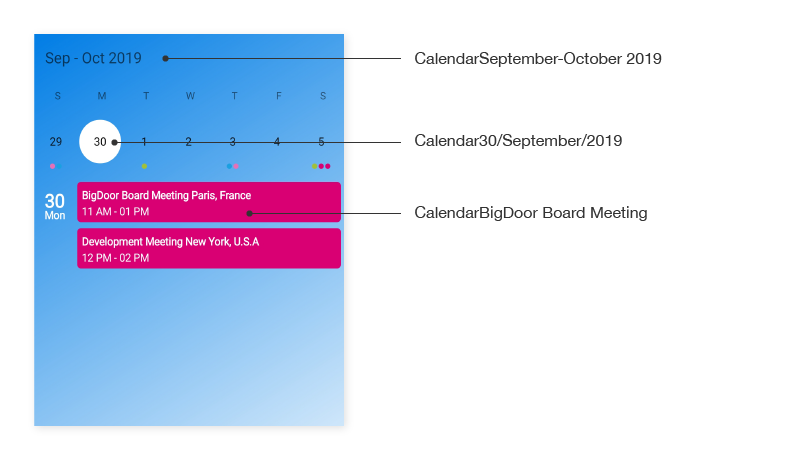 Sep - Oct 2019
CalendarSeptember-October 2019
S M T W T F S
29 30 1 2 3 4 5
Calendar30/September/2019
30
Mon
BigDoor Board Meeting Paris, France
11 AM - 01 PM
CalendarBigDoor Board Meeting
Development Meeting New York, U.S.A
12 PM - 02 PM